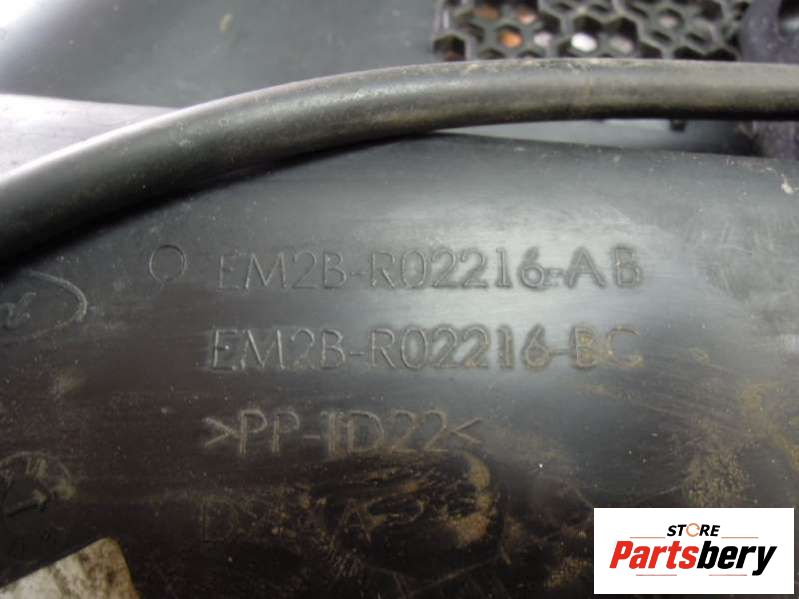 EM2B-R02216-AB
EM2B-R02216-BC
>PP-TD22<
STORE
Partsbery